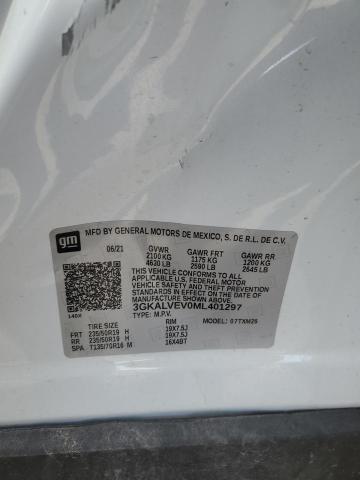 gm
MFD BY GENERAL MOTORS DE MEXICO, S. DE R.L. DE C.V.
06/21 GVWR GAWR FRT GAWR RR
2100 KG 1175 KG 1200 KG
4630 LB 2590 LB 2645 LB
THIS VEHICLE CONFORMS TO ALL APPLICABLE
U.S. FEDERAL MOTOR VEHICLE SAFETY
BUMPER, AND THEFT PREVENTION
STANDARDS IN EFFECT ON THE DATE OF
MANUFACTURE SHOWN ABOVE.
3GKALVEV0ML401297
TYPE: M.P.V. MODEL: 07TXM26
TIRE SIZE RIM
FRT 235/50R19 H 19X7.5J
RR 235/50R19 H 19X7.5J
SPA T135/70R16 M 16X4BT